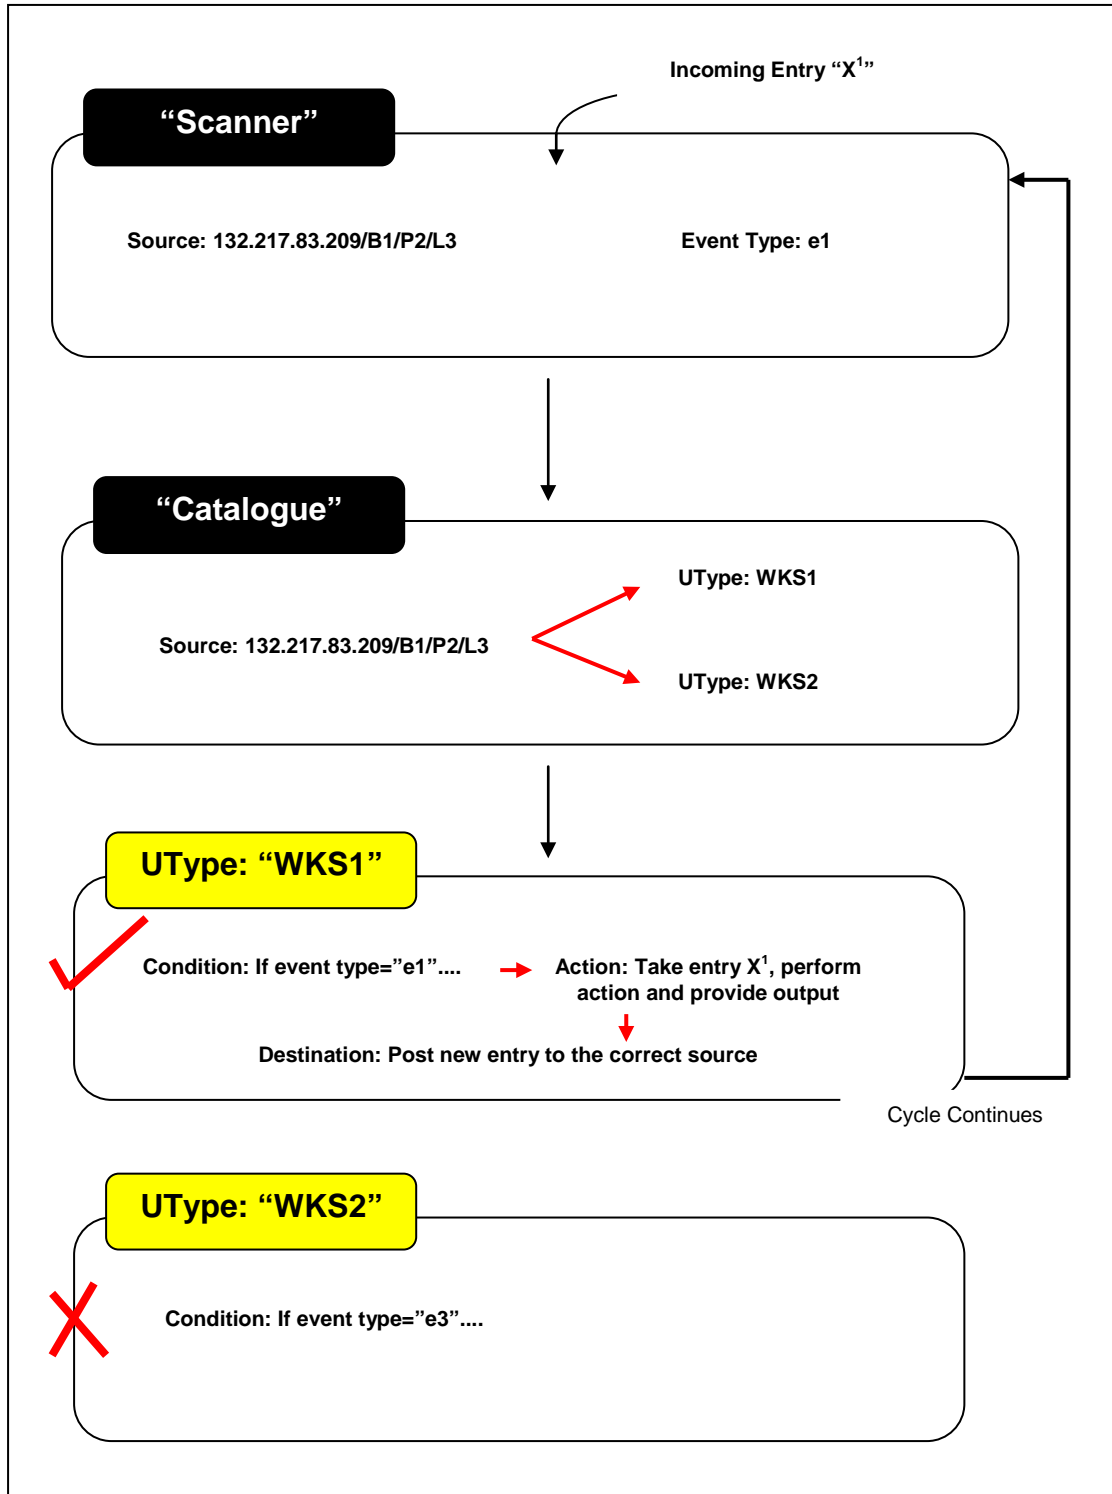 Incoming Entry “X1”
“Scanner”
Source: 132.217.83.209/B1/P2/L3
Event Type: e1
“Catalogue”
UType: WKS1
Source: 132.217.83.209/B1/P2/L3
UType: WKS2
UType: “WKS1”
Condition: If event type=”e1”....
Action: Take entry X1, perform
action and provide output
Destination: Post new entry to the correct source
Cycle Continues
UType: “WKS2”
Condition: If event type=”e3”....